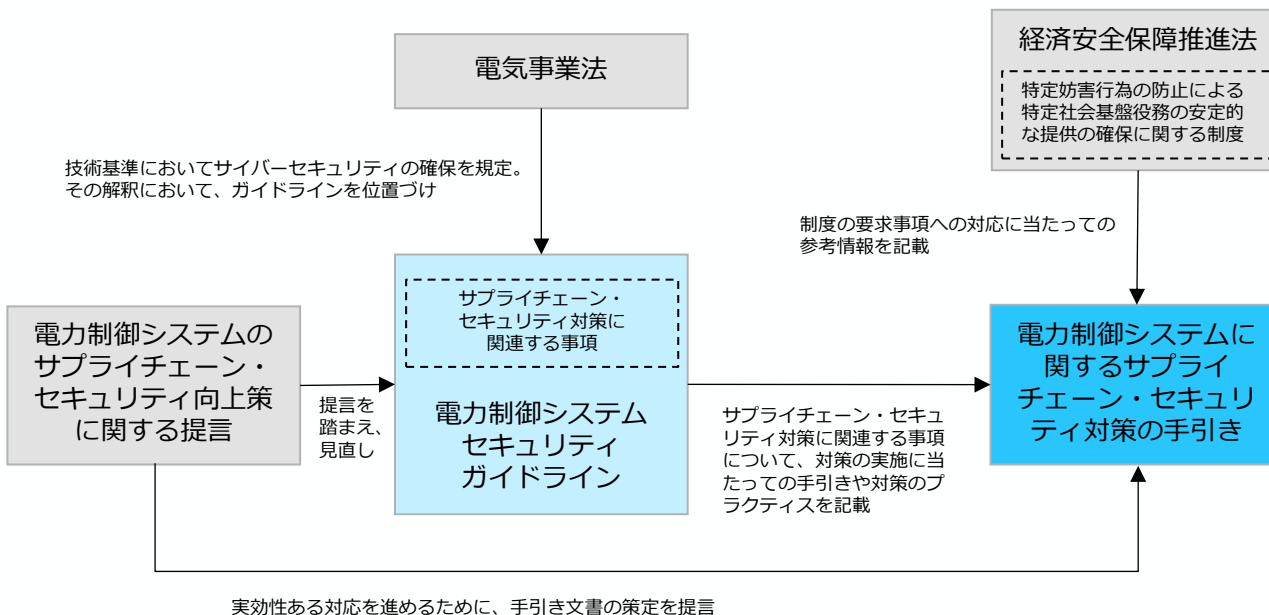 電気事業法
経済安全保障推進法
特定妨害行為の防止による
特定社会基盤役務の安定的
な提供の確保に関する制度
技術基準においてサイバーセキュリティの確保を規定。
その解釈において、ガイドラインを位置づけ
制度の要求事項への対応に当たっての
参考情報を記載
電力制御システムの
サプライチェーン・
セキュリティ向上策
に関する提言
提言を
踏まえ、
見直し
サプライチェーン・
セキュリティ対策に
関連する事項
電力制御システム
セキュリティ
ガイドライン
サプライチェーン・セキュ
リティ対策に関連する事項
について、対策の実施に当
たっての手引きや対策のプ
ラクティスを記載
電力制御システムに
関するサプライ
チェーン・セキュリ
ティ対策の手引き
実効性ある対応を進めるために、手引き文書の策定を提言